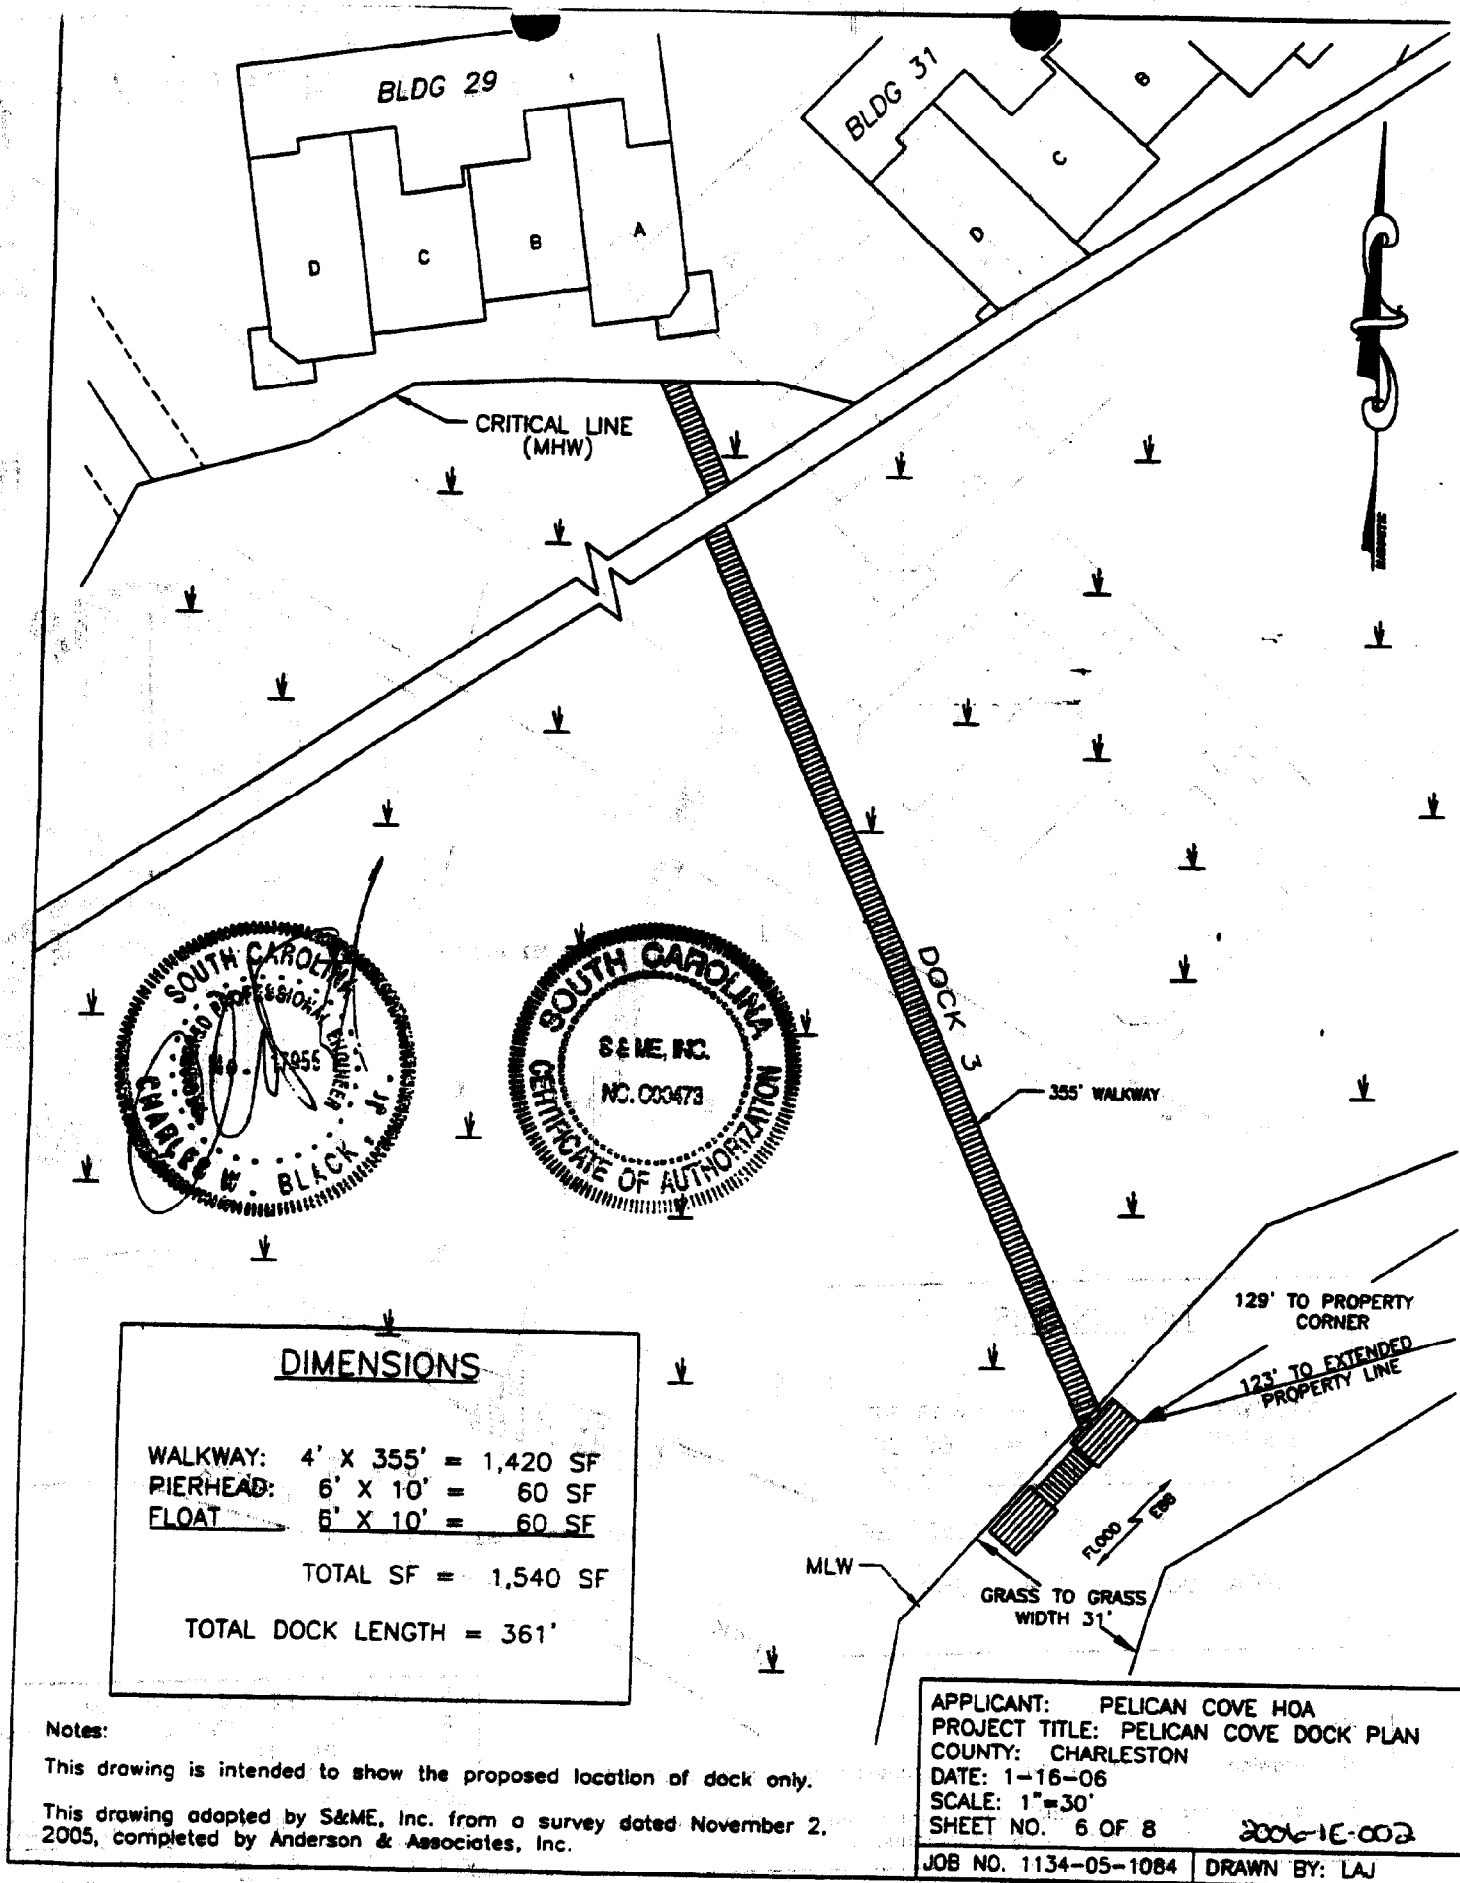 BLDG 29
BLDG 31
D
C
B
A
D
C
B
CRITICAL LINE
(MHW)
MAGNETIC
DOCK 3
355' WALKWAY
SOUTH CAROLINA
PROFESSIONAL ENGINEER
CHARLES W. BLACK, JR.
SOUTH CAROLINA
S & ME, INC.
NO. C00473
CERTIFICATE OF AUTHORIZATION
129' TO PROPERTY
CORNER
123' TO EXTENDED
PROPERTY LINE
FLOOD
EBB
MLW
GRASS TO GRASS
WIDTH 31'
DIMENSIONS
WALKWAY: 4' X 355' = 1,420 SF
PIERHEAD: 6' X 10' = 60 SF
FLOAT 6' X 10' = 60 SF
TOTAL SF = 1,540 SF
TOTAL DOCK LENGTH = 361'
Notes:
This drawing is intended to show the proposed location of dock only.
This drawing adapted by S&ME, Inc. from a survey dated November 2,
2005, completed by Anderson & Associates, Inc.
APPLICANT: PELICAN COVE HOA
PROJECT TITLE: PELICAN COVE DOCK PLAN
COUNTY: CHARLESTON
DATE: 1-16-06
SCALE: 1"=30'
SHEET NO. 6 OF 8
2006-1E-002
JOB NO. 1134-05-1084
DRAWN BY: LAJ